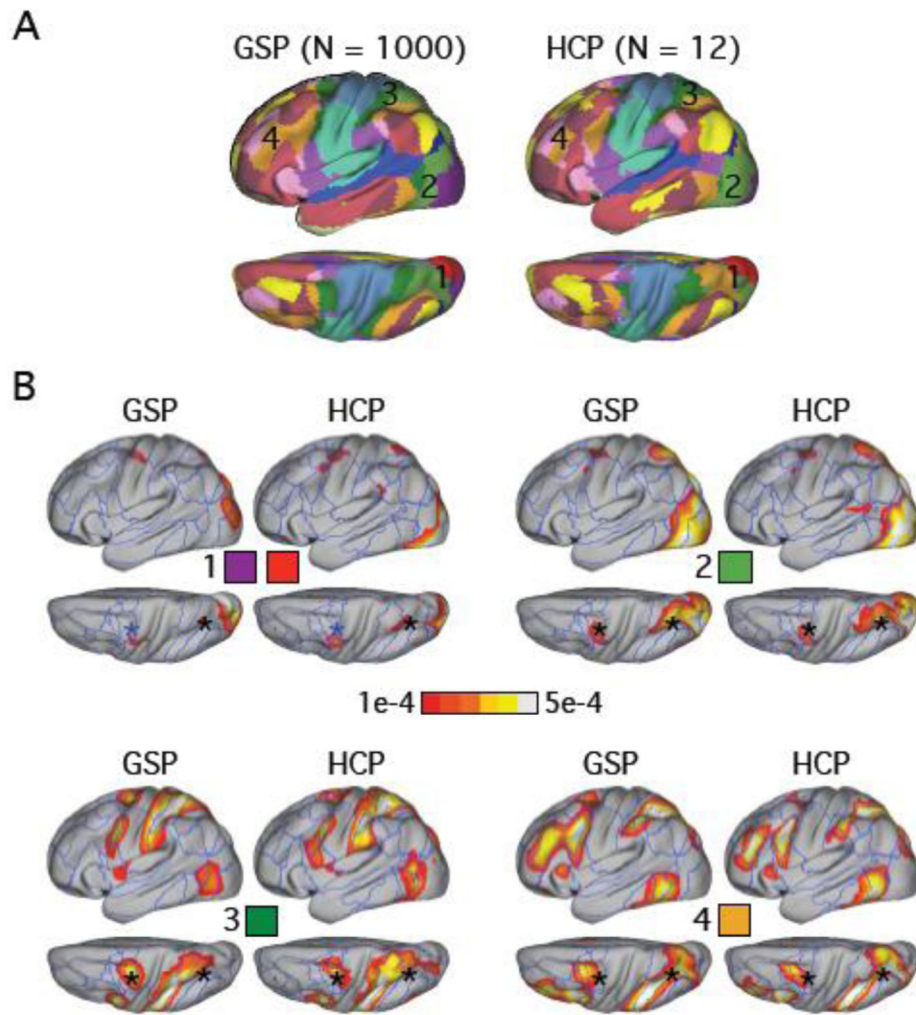 A
GSP (N = 1000) HCP (N = 12)
3 3
4 4
2 2
1 1
B
GSP HCP GSP HCP
1 2
* * * * * * * *
1e-4 5e-4
GSP HCP GSP HCP
3 4
* * * * * * * *